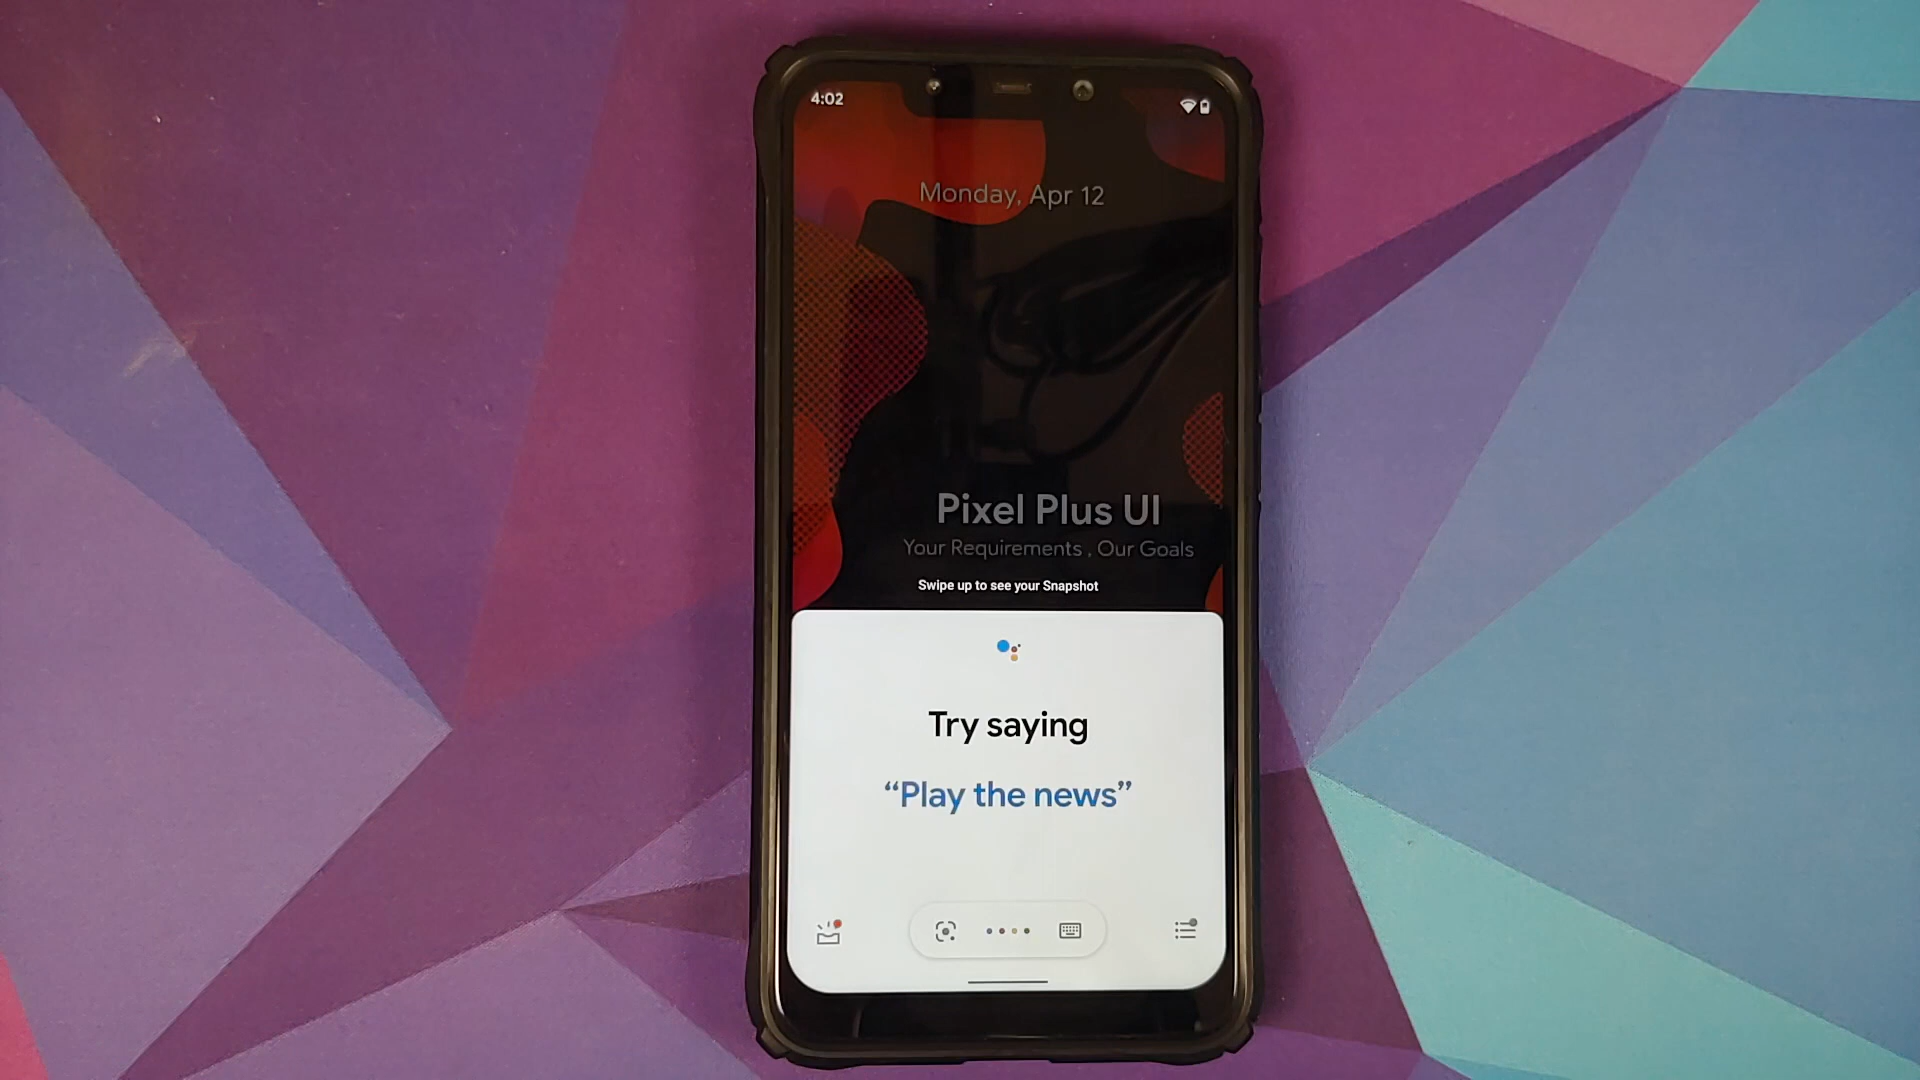 4:02
Monday, Apr 12
Pixel Plus UI
Your Requirements , Our Goals
Swipe up to see your Snapshot
Try saying
“Play the news”